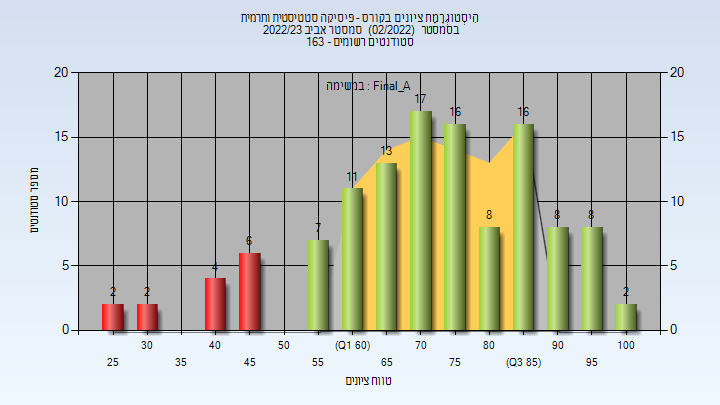 הִיסְטוֹגְרַמַת ציונים בקורס - פיסיקה סטטיסטית ותרמית
בסמסטר (02/2022) סמסטר אביב 2022/23
סטודנטים רשומים - 163
במשימה : Final_A
20 20
15 15
10 10
5 5
0 0
מספר סטודנטים
2 2 4 6 7 11 13 17 16 8 16 8 8 2
30 40 50 (Q1 60) 70 80 90 100
25 35 45 55 65 75 (Q3 85) 95
טווח ציונים